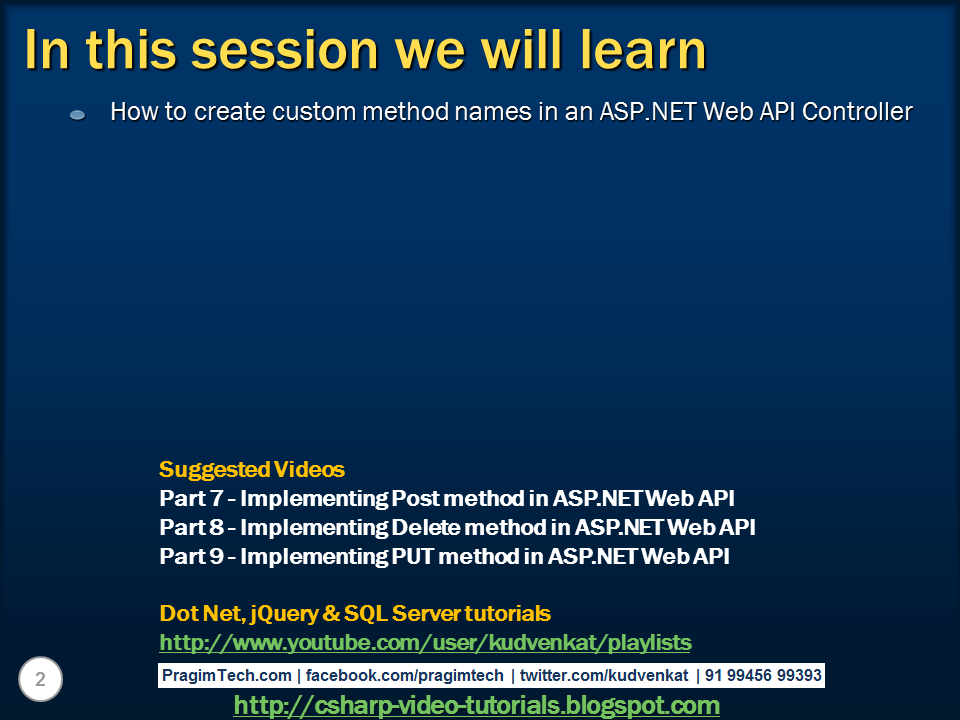 In this session we will learn
How to create custom method names in an ASP.NET Web API Controller
Suggested Videos
Part 7 - Implementing Post method in ASP.NET Web API
Part 8 - Implementing Delete method in ASP.NET Web API
Part 9 - Implementing PUT method in ASP.NET Web API
Dot Net, jQuery & SQL Server tutorials
http://www.youtube.com/user/kudvenkat/playlists
2
PragimTech.com | facebook.com/pragimtech | twitter.com/kudvenkat | 91 99456 99393
http://csharp-video-tutorials.blogspot.com